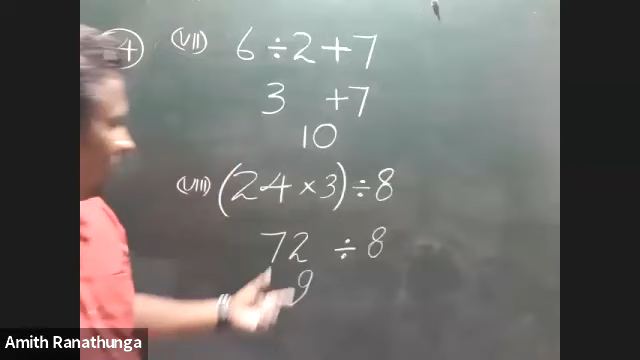 4 (VII) 6 ÷ 2 + 7
3 + 7
10
(VIII) (24 × 3) ÷ 8
72 ÷ 8
9
Amith Ranathunga